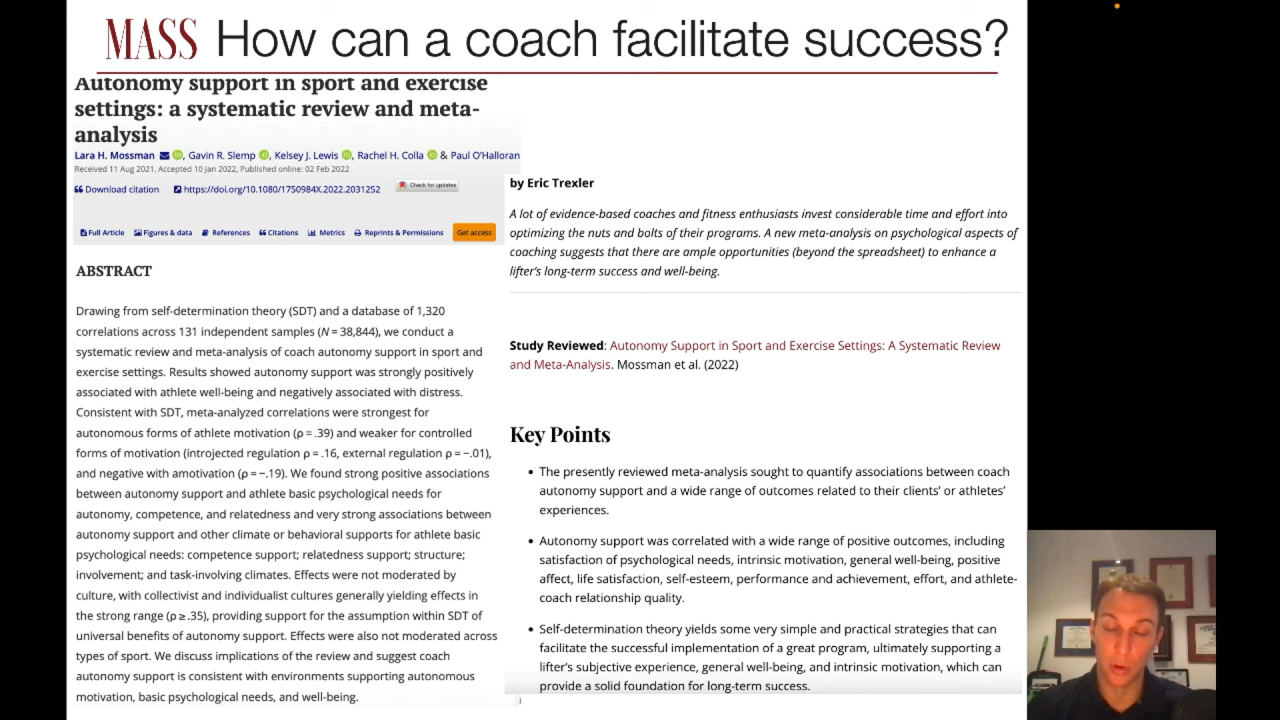 MASS How can a coach facilitate success?
Autonomy support in sport and exercise
settings: a systematic review and meta-
analysis
Lara H. Mossman, Gavin R. Slemp, Kelsey J. Lewis, Rachel H. Colla & Paul O'Halloran
Received 11 Aug 2021, Accepted 10 Jan 2022, Published online: 02 Feb 2022
Download citation https://doi.org/10.1080/1750984X.2022.2031252 Check for updates
Full Article Figures & data References Citations Metrics Reprints & Permissions Get access
ABSTRACT
Drawing from self-determination theory (SDT) and a database of 1,320
correlations across 131 independent samples (N = 38,844), we conduct a
systematic review and meta-analysis of coach autonomy support in sport and
exercise settings. Results showed autonomy support was strongly positively
associated with athlete well-being and negatively associated with distress.
Consistent with SDT, meta-analyzed correlations were strongest for
autonomous forms of athlete motivation (ρ = .39) and weaker for controlled
forms of motivation (introjected regulation ρ = .16, external regulation ρ = −.01),
and negative with amotivation (ρ = −.19). We found strong positive associations
between autonomy support and athlete basic psychological needs for
autonomy, competence, and relatedness and very strong associations between
autonomy support and other climate or behavioral supports for athlete basic
psychological needs: competence support; relatedness support; structure;
involvement; and task-involving climates. Effects were not moderated by
culture, with collectivist and individualist cultures generally yielding effects in
the strong range (ρ ≥ .35), providing support for the assumption within SDT of
universal benefits of autonomy support. Effects were also not moderated across
types of sport. We discuss implications of the review and suggest coach
autonomy support is consistent with environments supporting autonomous
motivation, basic psychological needs, and well-being.
by Eric Trexler
A lot of evidence-based coaches and fitness enthusiasts invest considerable time and effort into
optimizing the nuts and bolts of their programs. A new meta-analysis on psychological aspects of
coaching suggests that there are ample opportunities (beyond the spreadsheet) to enhance a
lifter's long-term success and well-being.
Study Reviewed: Autonomy Support in Sport and Exercise Settings: A Systematic Review
and Meta-Analysis. Mossman et al. (2022)
Key Points
• The presently reviewed meta-analysis sought to quantify associations between coach
autonomy support and a wide range of outcomes related to their clients' or athletes'
experiences.
• Autonomy support was correlated with a wide range of positive outcomes, including
satisfaction of psychological needs, intrinsic motivation, general well-being, positive
affect, life satisfaction, self-esteem, performance and achievement, effort, and athlete-
coach relationship quality.
• Self-determination theory yields some very simple and practical strategies that can
facilitate the successful implementation of a great program, ultimately supporting a
lifter's subjective experience, general well-being, and intrinsic motivation, which can
provide a solid foundation for long-term success.